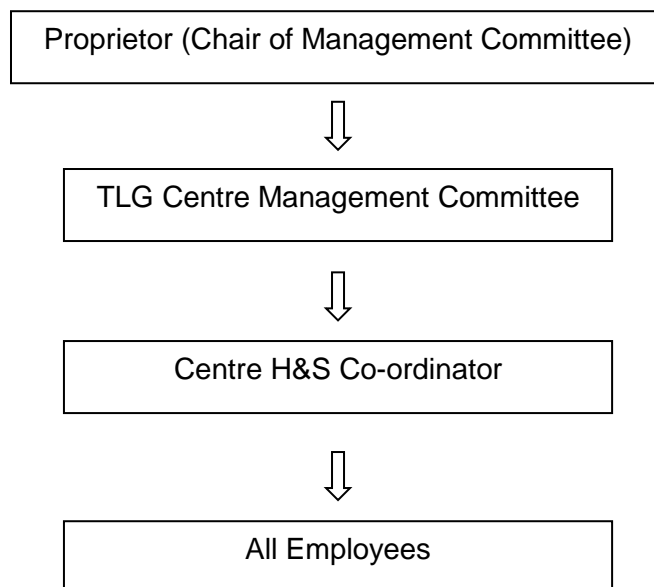 Proprietor (Chair of Management Committee)
TLG Centre Management Committee
Centre H&S Co-ordinator
All Employees